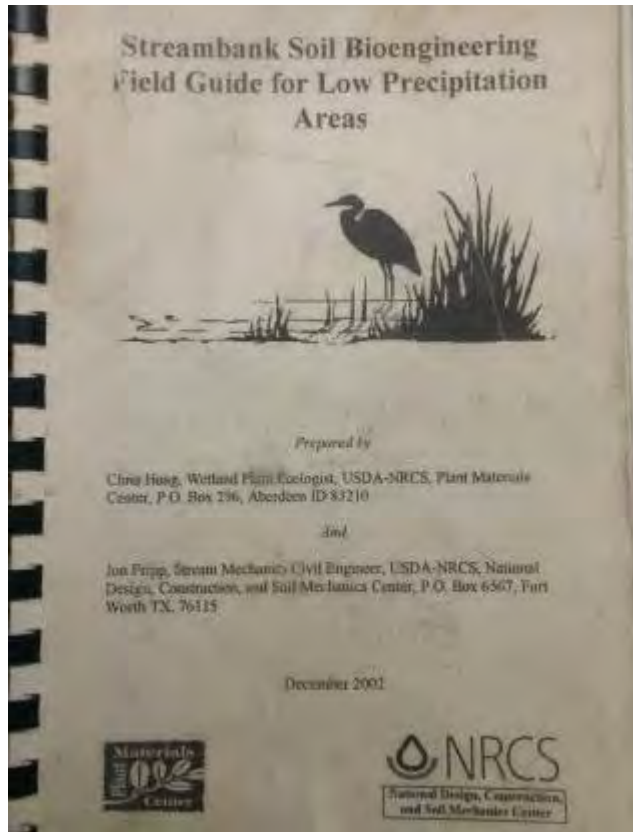 Streambank Soil Bioengineering
Field Guide for Low Precipitation
Areas
Prepared by
Chris Hoag, Wetland Plant Ecologist, USDA-NRCS, Plant Materials
Center, P.O. Box 296, Aberdeen ID 83210
And
Jon Fripp, Stream Mechanics Civil Engineer, USDA-NRCS, National
Design, Construction, and Soil Mechanics Center, P.O. Box 6567, Fort
Worth TX, 76115
December 2002
Plant
Materials
Center
NRCS
National Design, Construction,
and Soil Mechanics Center